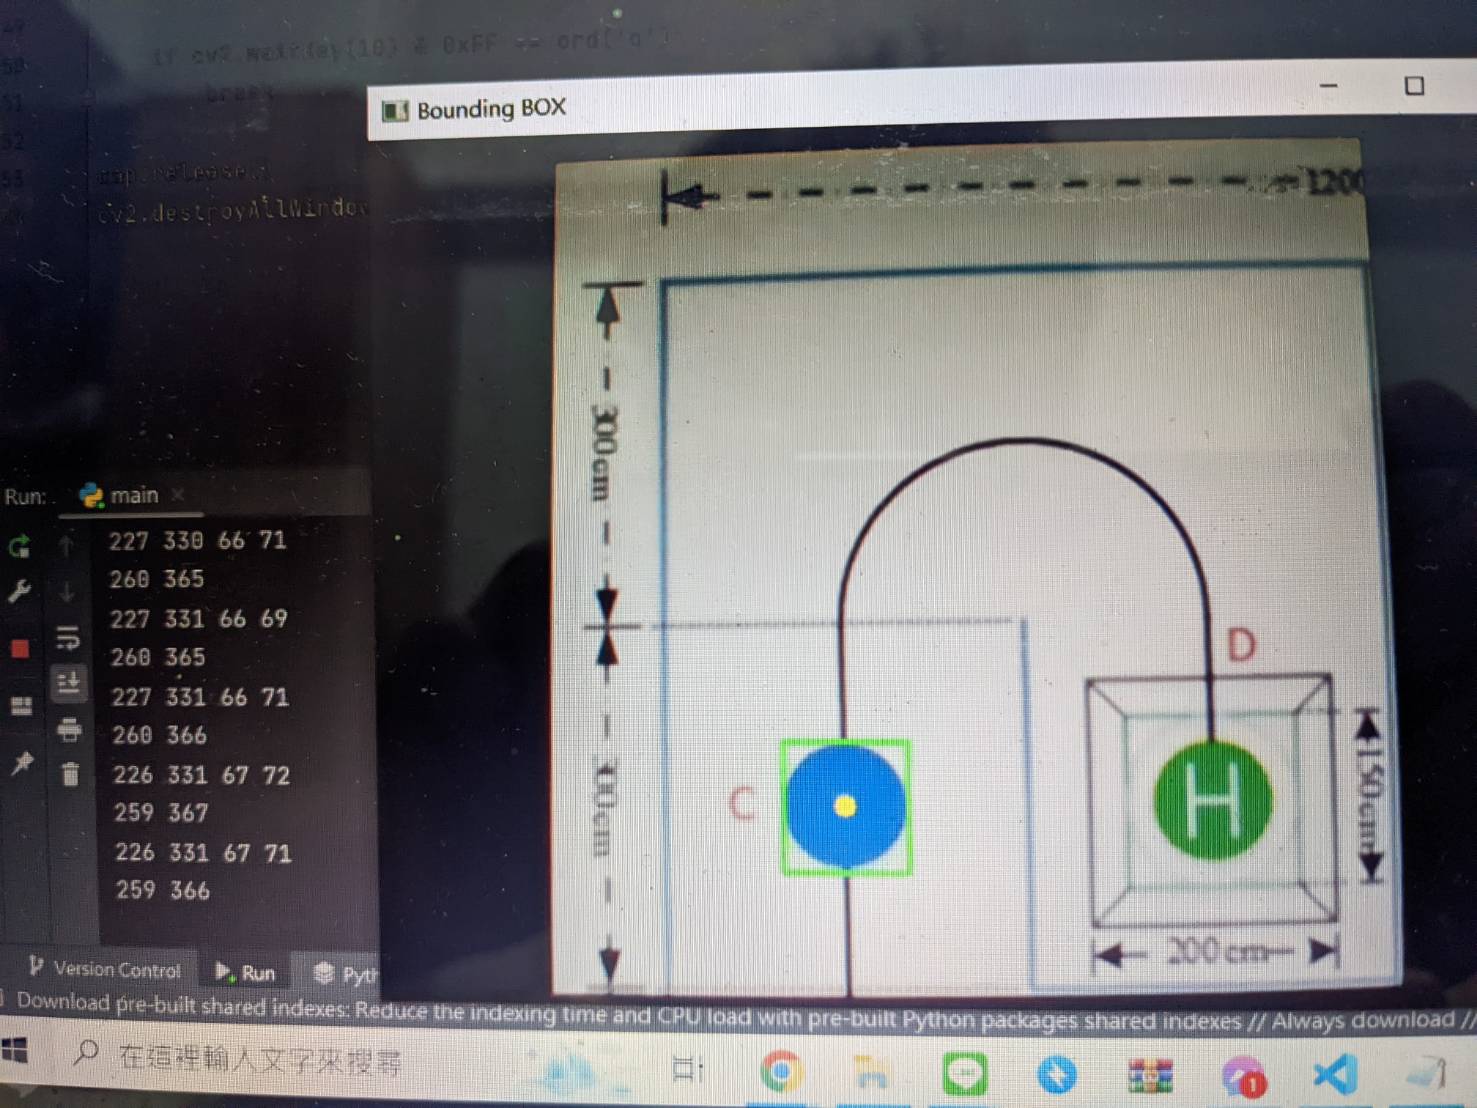 if cv2.waitKey(10) & 0xFF == ord('q')
break
cap.release
cv2.destroyAllWindow
Bounding BOX
1200
300cm
300cm
C
D
H
150cm
200cm
Run:
main
227 330 66 71
260 365
227 331 66 69
260 365
227 331 66 71
260 366
226 331 67 72
259 367
226 331 67 71
259 366
Version Control
Run
Pyth
Download pre-built shared indexes: Reduce the indexing time and CPU load with pre-built Python packages shared indexes // Always download //
在這裡輸入文字來搜尋
1